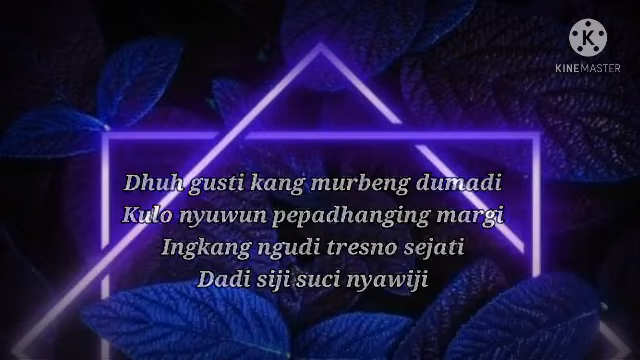 KINEMASTER
Dhuh gusti kang murbeng dumadi
Kulo nyuwun pepadhanging margi
Ingkang ngudi tresno sejati
Dadi siji suci nyawiji